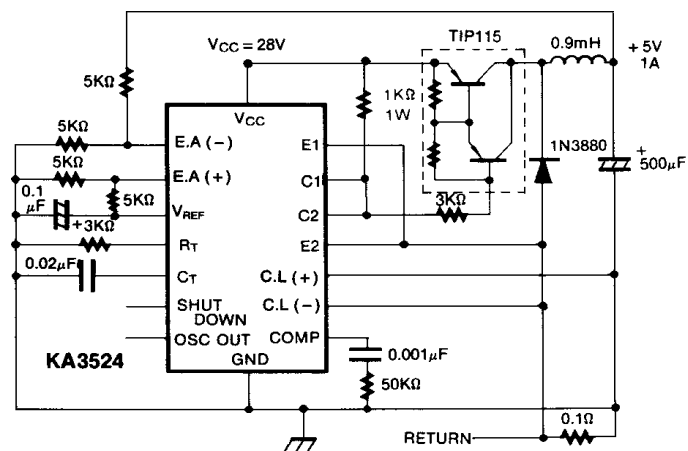 TIP115
V CC = 28V
0.9mH
+ 5V
1A
5KΩ
VCC
1KΩ
1W
5KΩ
E.A (−)
E1
1N3880
+
500μF
5KΩ
E.A (+)
C1
0.1
μF
5KΩ
VREF
C2
3KΩ
+3KΩ
RT
E2
0.02μF
CT
C.L (+)
SHUT
DOWN
C.L (−)
OSC OUT
COMP
0.001μF
KA3524
GND
50KΩ
0.1Ω
RETURN